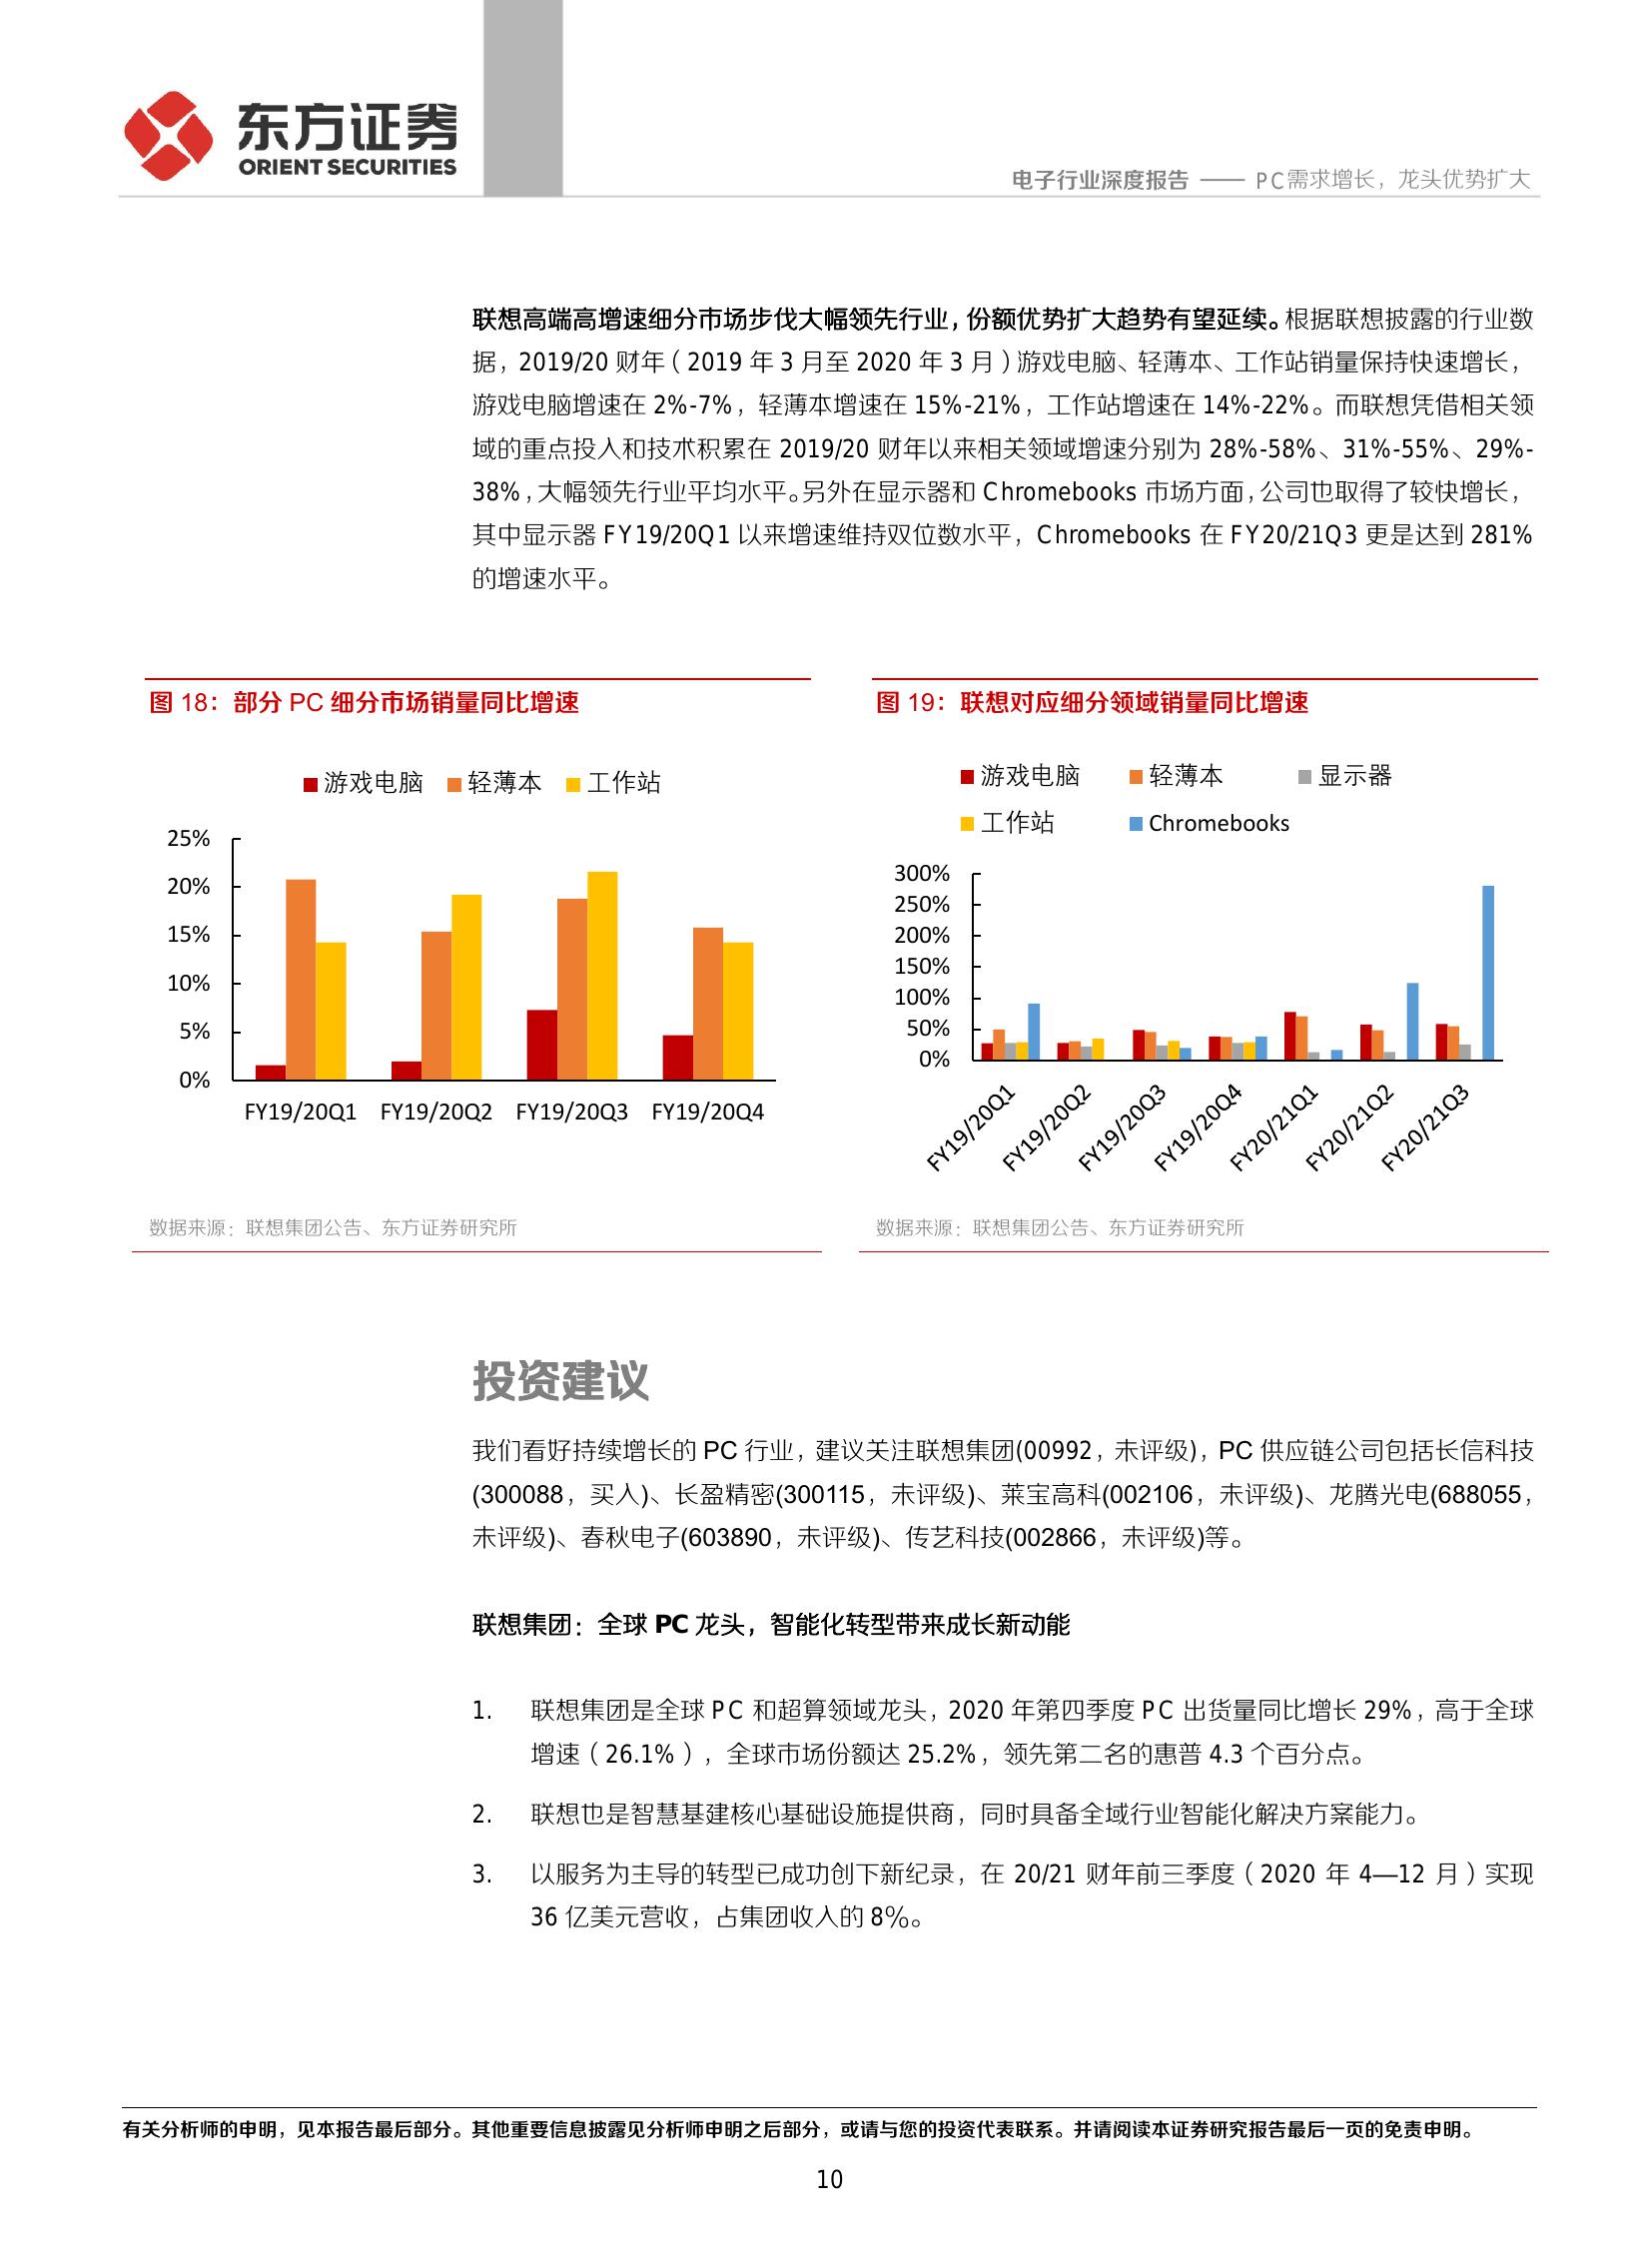 东方证券
ORIENT SECURITIES
电子行业深度报告 —— PC需求增长，龙头优势扩大
联想高端高增速细分市场步伐大幅领先行业，份额优势扩大趋势有望延续。根据联想披露的行业数
据，2019/20 财年（2019 年 3 月至 2020 年 3 月）游戏电脑、轻薄本、工作站销量保持快速增长，
游戏电脑增速在 2%-7%，轻薄本增速在 15%-21%，工作站增速在 14%-22%。而联想凭借相关领
域的重点投入和技术积累在 2019/20 财年以来相关领域增速分别为 28%-58%、31%-55%、29%-
38%，大幅领先行业平均水平。另外在显示器和 Chromebooks 市场方面，公司也取得了较快增长，
其中显示器 FY19/20Q1 以来增速维持双位数水平，Chromebooks 在 FY20/21Q3 更是达到 281%
的增速水平。
图 18：部分 PC 细分市场销量同比增速
游戏电脑 轻薄本 工作站
25%
20%
15%
10%
5%
0%
FY19/20Q1 FY19/20Q2 FY19/20Q3 FY19/20Q4
数据来源：联想集团公告、东方证券研究所
图 19：联想对应细分领域销量同比增速
游戏电脑 轻薄本 显示器
工作站 Chromebooks
300%
250%
200%
150%
100%
50%
0%
FY19/20Q1 FY19/20Q2 FY19/20Q3 FY19/20Q4 FY20/21Q1 FY20/21Q2 FY20/21Q3
数据来源：联想集团公告、东方证券研究所
投资建议
我们看好持续增长的 PC 行业，建议关注联想集团(00992，未评级)，PC 供应链公司包括长信科技
(300088，买入)、长盈精密(300115，未评级)、莱宝高科(002106，未评级)、龙腾光电(688055，
未评级)、春秋电子(603890，未评级)、传艺科技(002866，未评级)等。
联想集团：全球 PC 龙头，智能化转型带来成长新动能
1. 联想集团是全球 PC 和超算领域龙头，2020 年第四季度 PC 出货量同比增长 29%，高于全球
增速（26.1%），全球市场份额达 25.2%，领先第二名的惠普 4.3 个百分点。
2. 联想也是智慧基建核心基础设施提供商，同时具备全域行业智能化解决方案能力。
3. 以服务为主导的转型已成功创下新纪录，在 20/21 财年前三季度（2020 年 4—12 月）实现
36 亿美元营收，占集团收入的 8%。
有关分析师的申明，见本报告最后部分。其他重要信息披露见分析师申明之后部分，或请与您的投资代表联系。并请阅读本证券研究报告最后一页的免责申明。
10